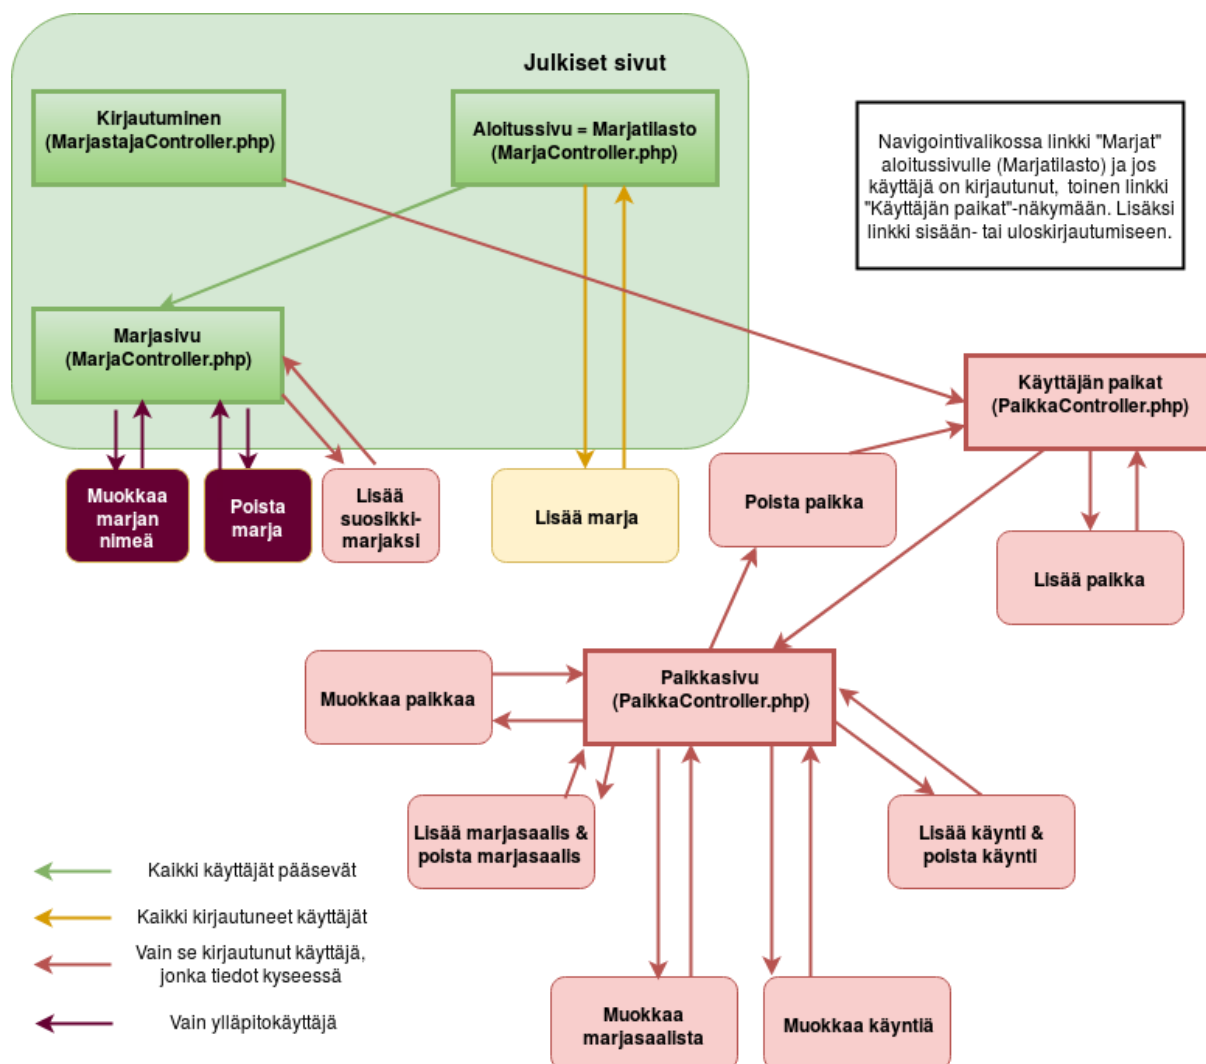 Julkiset sivut
Kirjautuminen
(MarjastajaController.php)
Aloitussivu = Marjatilasto
(MarjaController.php)
Navigointivalikossa linkki "Marjat"
aloitussivulle (Marjatilasto) ja jos
käyttäjä on kirjautunut, toinen linkki
"Käyttäjän paikat"-näkymään. Lisäksi
linkki sisään- tai uloskirjautumiseen.
Marjasivu
(MarjaController.php)
Käyttäjän paikat
(PaikkaController.php)
Muokkaa
marjan
nimeä
Poista
marja
Lisää
suosikki-
marjaksi
Lisää marja
Poista paikka
Lisää paikka
Muokkaa paikkaa
Paikkasivu
(PaikkaController.php)
Lisää marjasaalis &
poista marjasaalis
Lisää käynti &
poista käynti
Muokkaa
marjasaalista
Muokkaa käyntiä
Kaikki käyttäjät pääsevät
Kaikki kirjautuneet käyttäjät
Vain se kirjautunut käyttäjä,
jonka tiedot kyseessä
Vain ylläpitokäyttäjä